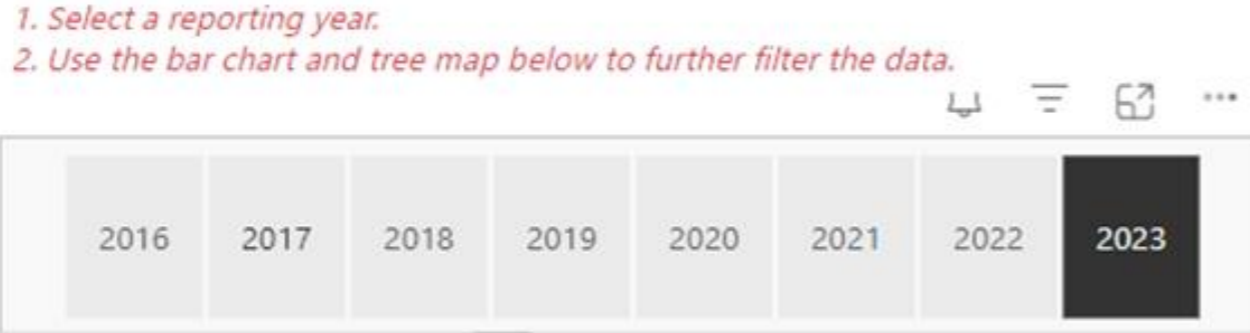 1. Select a reporting year.
2. Use the bar chart and tree map below to further filter the data.
2016 2017 2018 2019 2020 2021 2022 2023